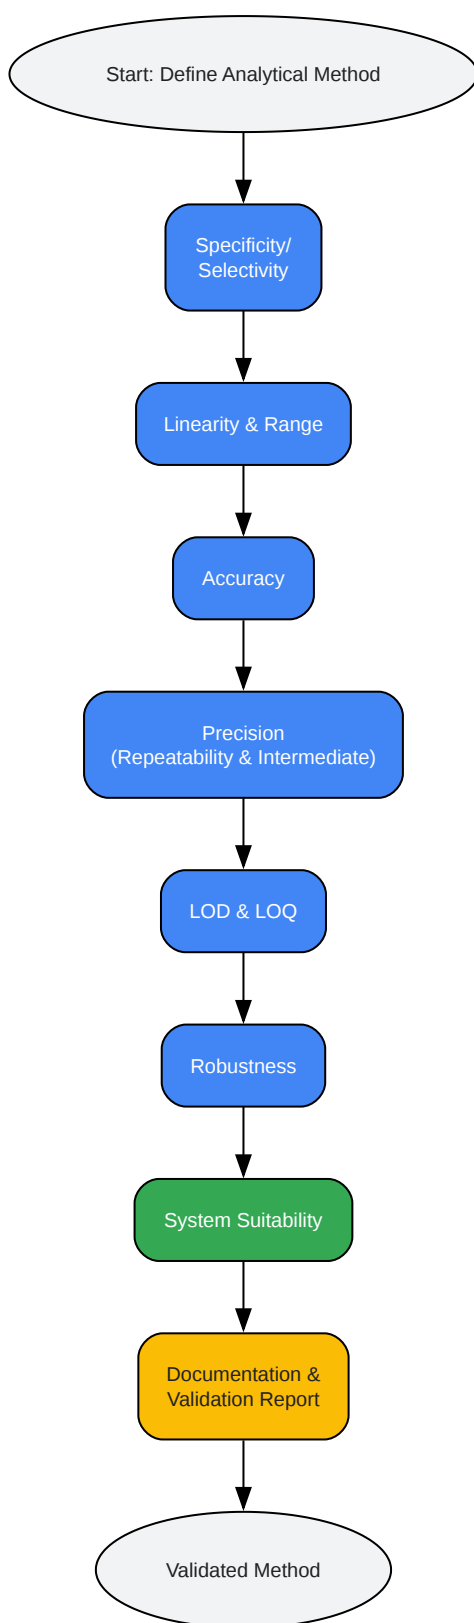 Start: Define Analytical Method
Specificity/
Selectivity
Linearity & Range
Accuracy
Precision
(Repeatability & Intermediate)
LOD & LOQ
Robustness
System Suitability
Documentation &
Validation Report
Validated Method